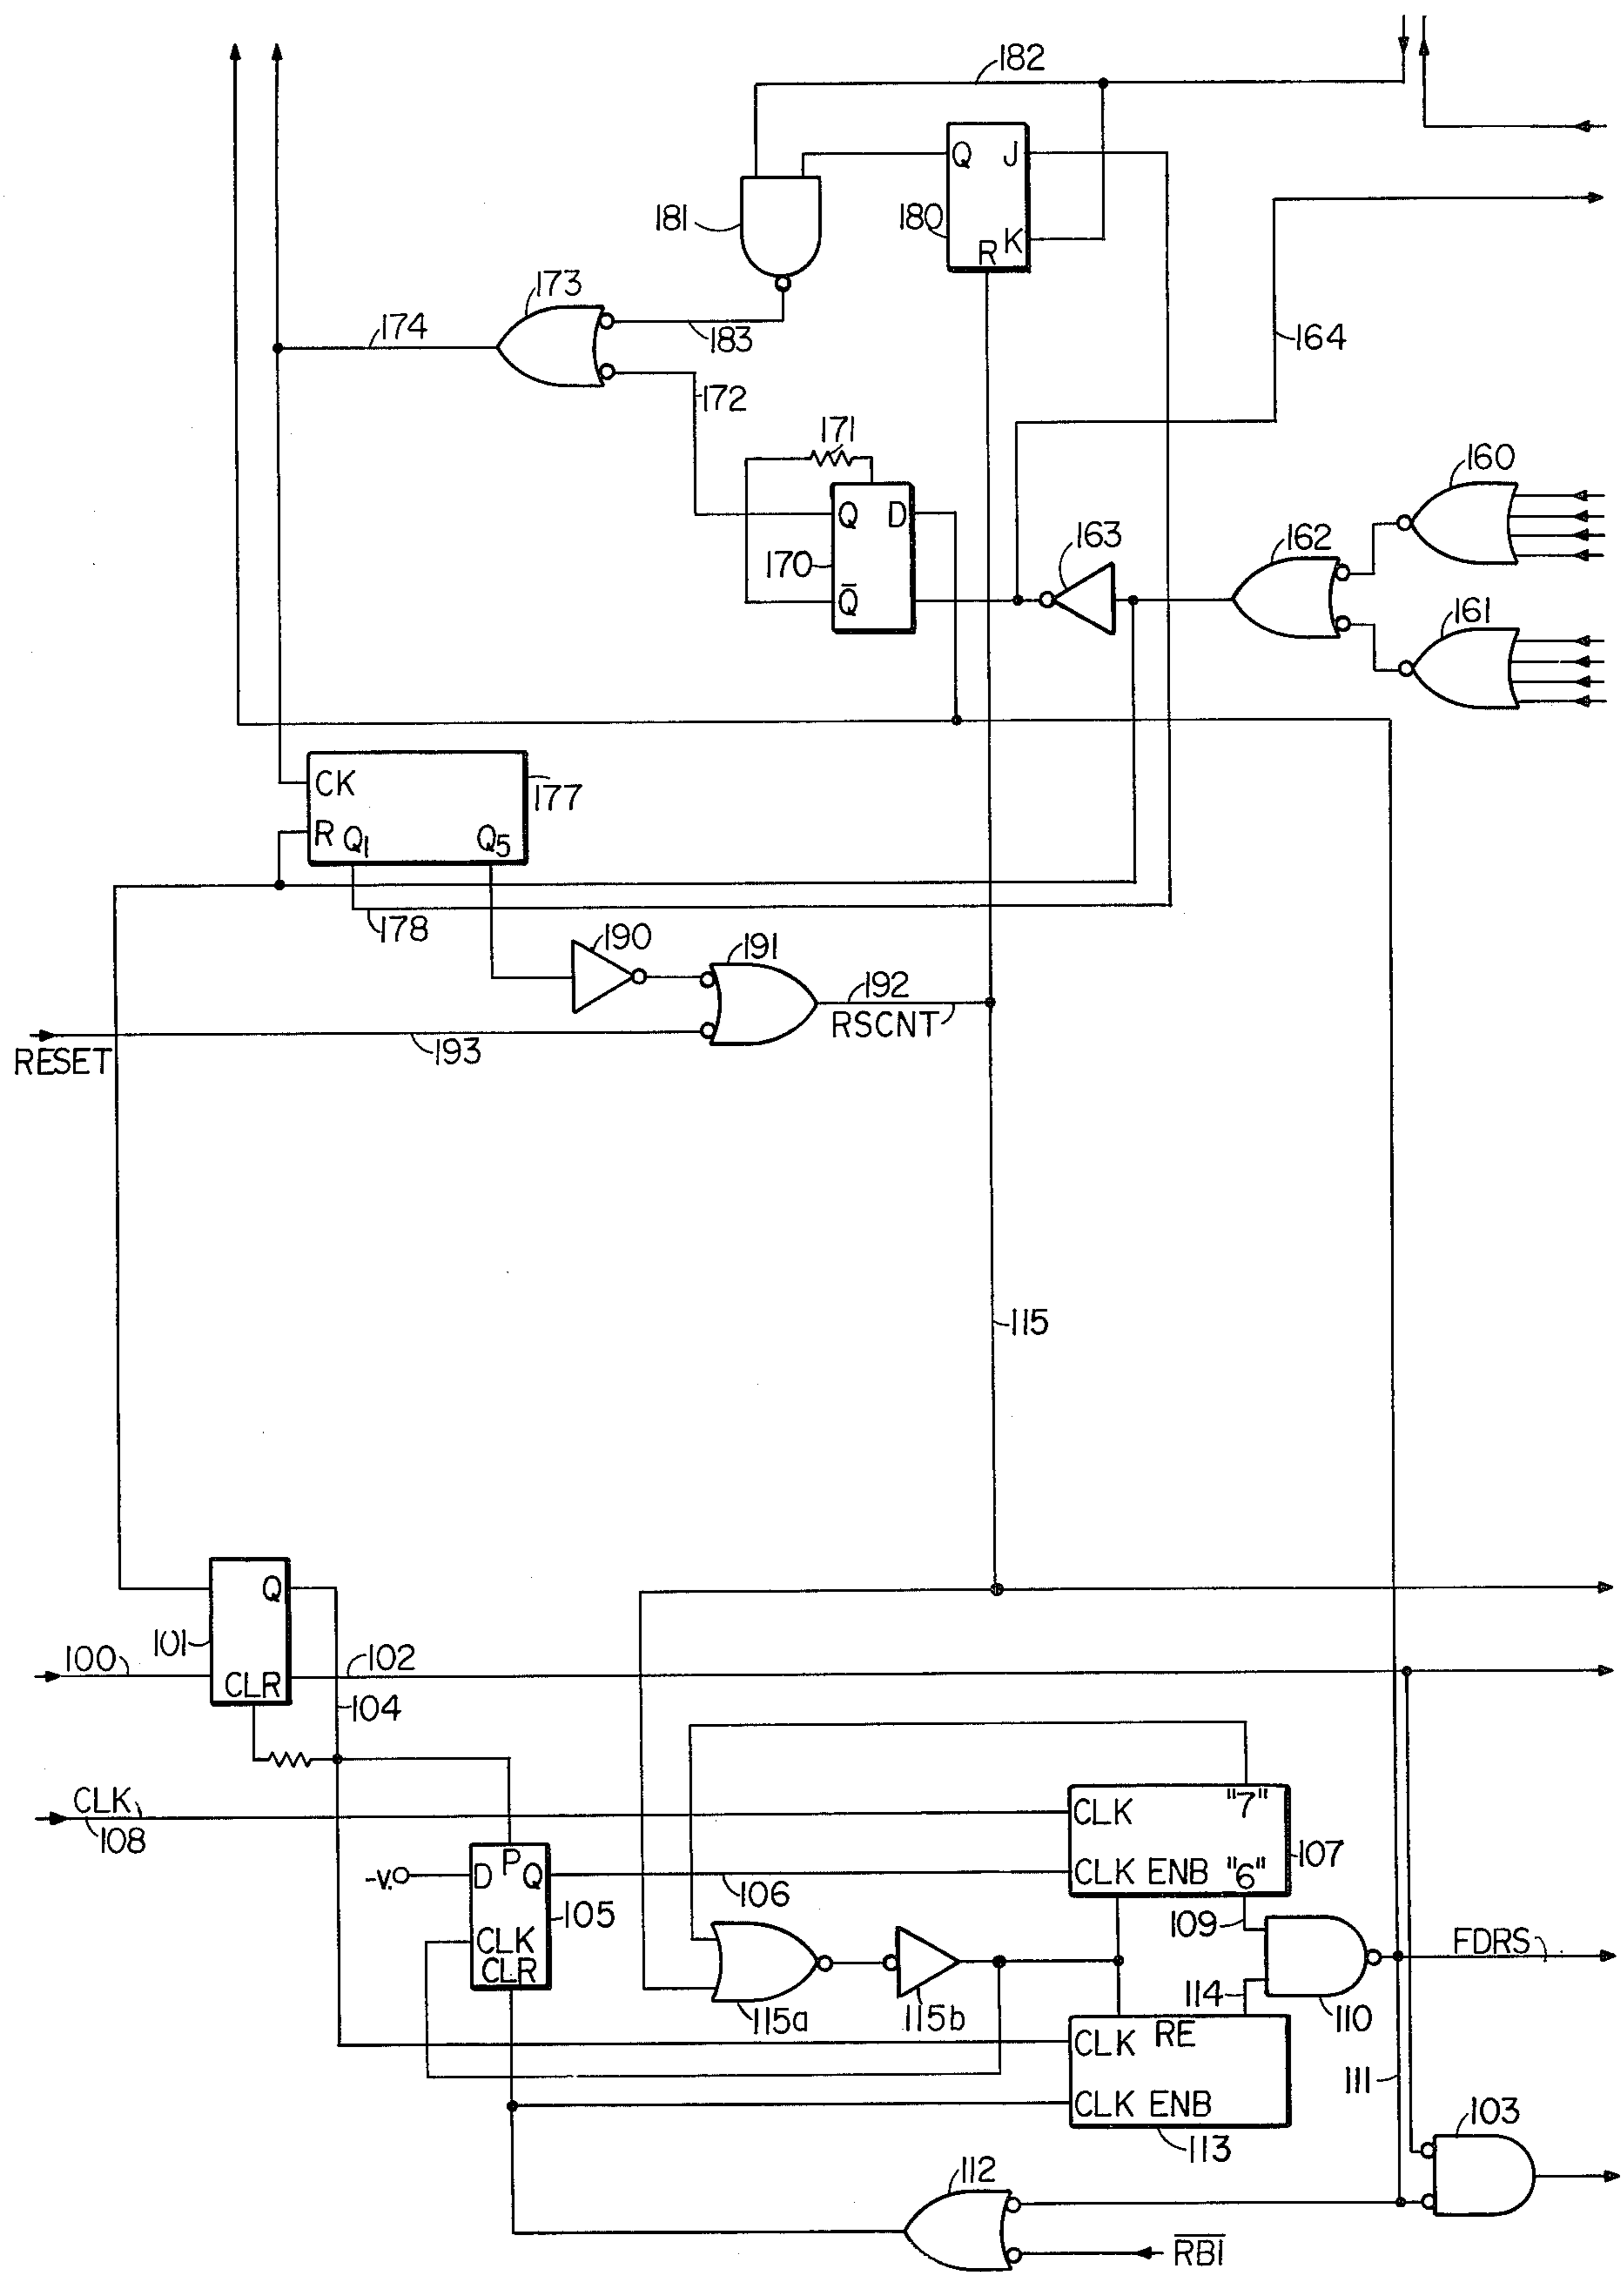 182
Q J
181
180
K
R
173
174
183
164
172
171
160
Q D
163
162
170
Q̅
161
CK
177
R Q1 Q5
178
190
191
192
RSCNT
RESET
193
115
Q
101
100
102
CLR
104
CLK
108
"7"
CLK
107
P
-V.
D Q
CLK ENB "6"
106
105
109
CLK
FDRS
CLR
114
115a
115b
110
CLK RE
111
CLK ENB
103
113
112
R̅B̅I̅